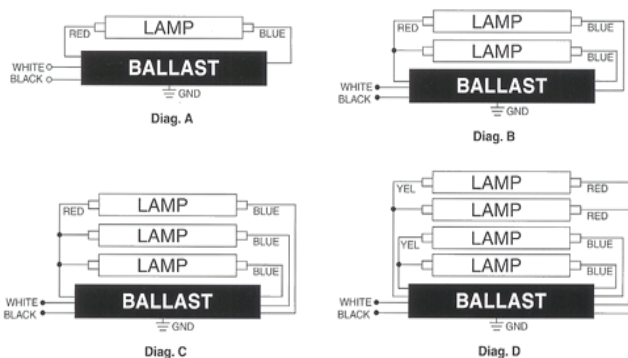 LAMP
RED
BLUE
WHITE
BLACK
BALLAST
GND
Diag. A
LAMP
RED
BLUE
LAMP
BLUE
WHITE
BLACK
BALLAST
GND
Diag. B
LAMP
RED
BLUE
LAMP
BLUE
LAMP
BLUE
WHITE
BLACK
BALLAST
GND
Diag. C
YEL
LAMP
RED
LAMP
RED
YEL
LAMP
BLUE
LAMP
BLUE
WHITE
BLACK
BALLAST
GND
Diag. D